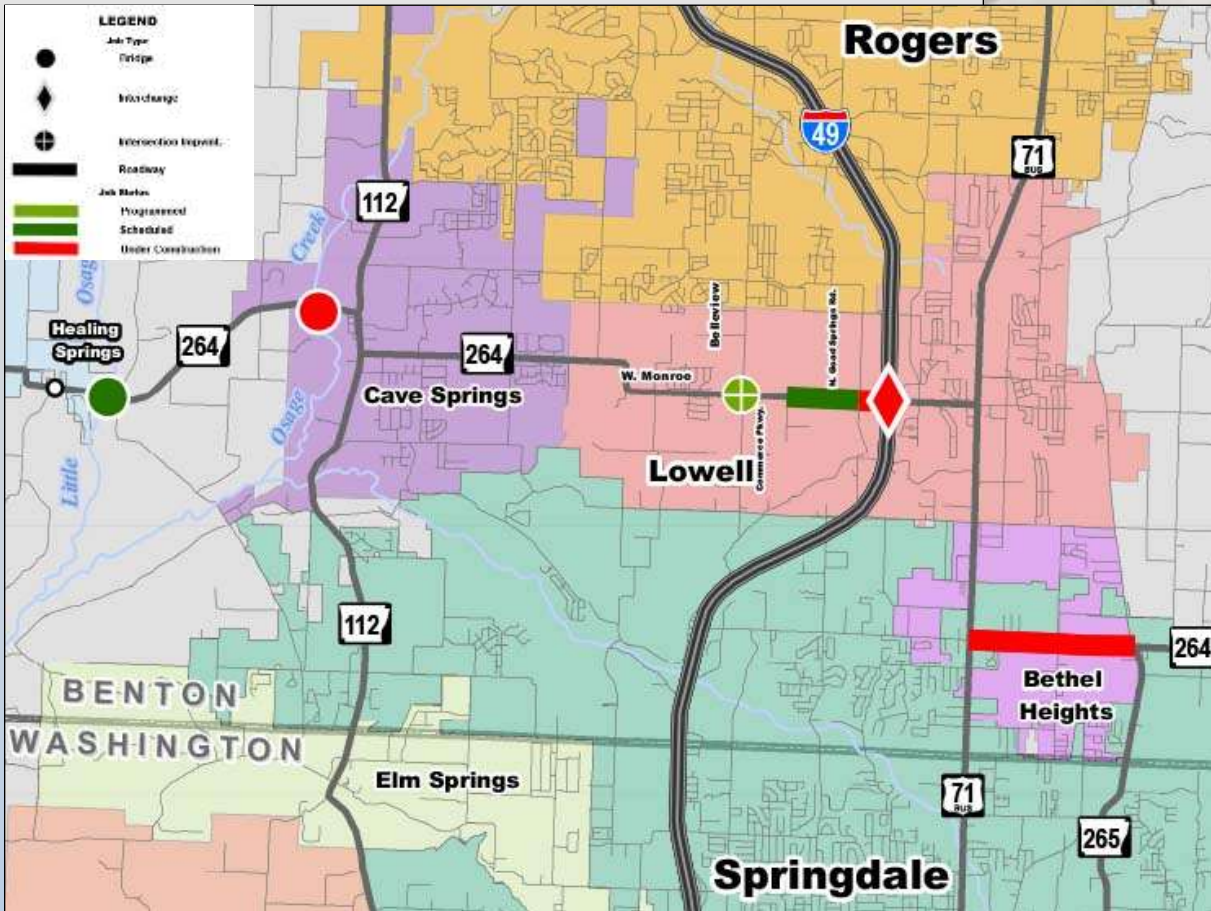 LEGEND
Job Type
Bridge
Interchange
Intersection Impvmt.
Roadway
Job Status
Programmed
Scheduled
Under Construction
Rogers
49
71
BUS
112
Creek
Osage
Healing
Springs
264
264
Cave Springs
Belleview
N. Goad Springs Rd.
W. Monroe
Commerce Pkwy.
Lowell
Osage
Little
112
264
Bethel
Heights
BENTON
WASHINGTON
Elm Springs
71
BUS
265
Springdale